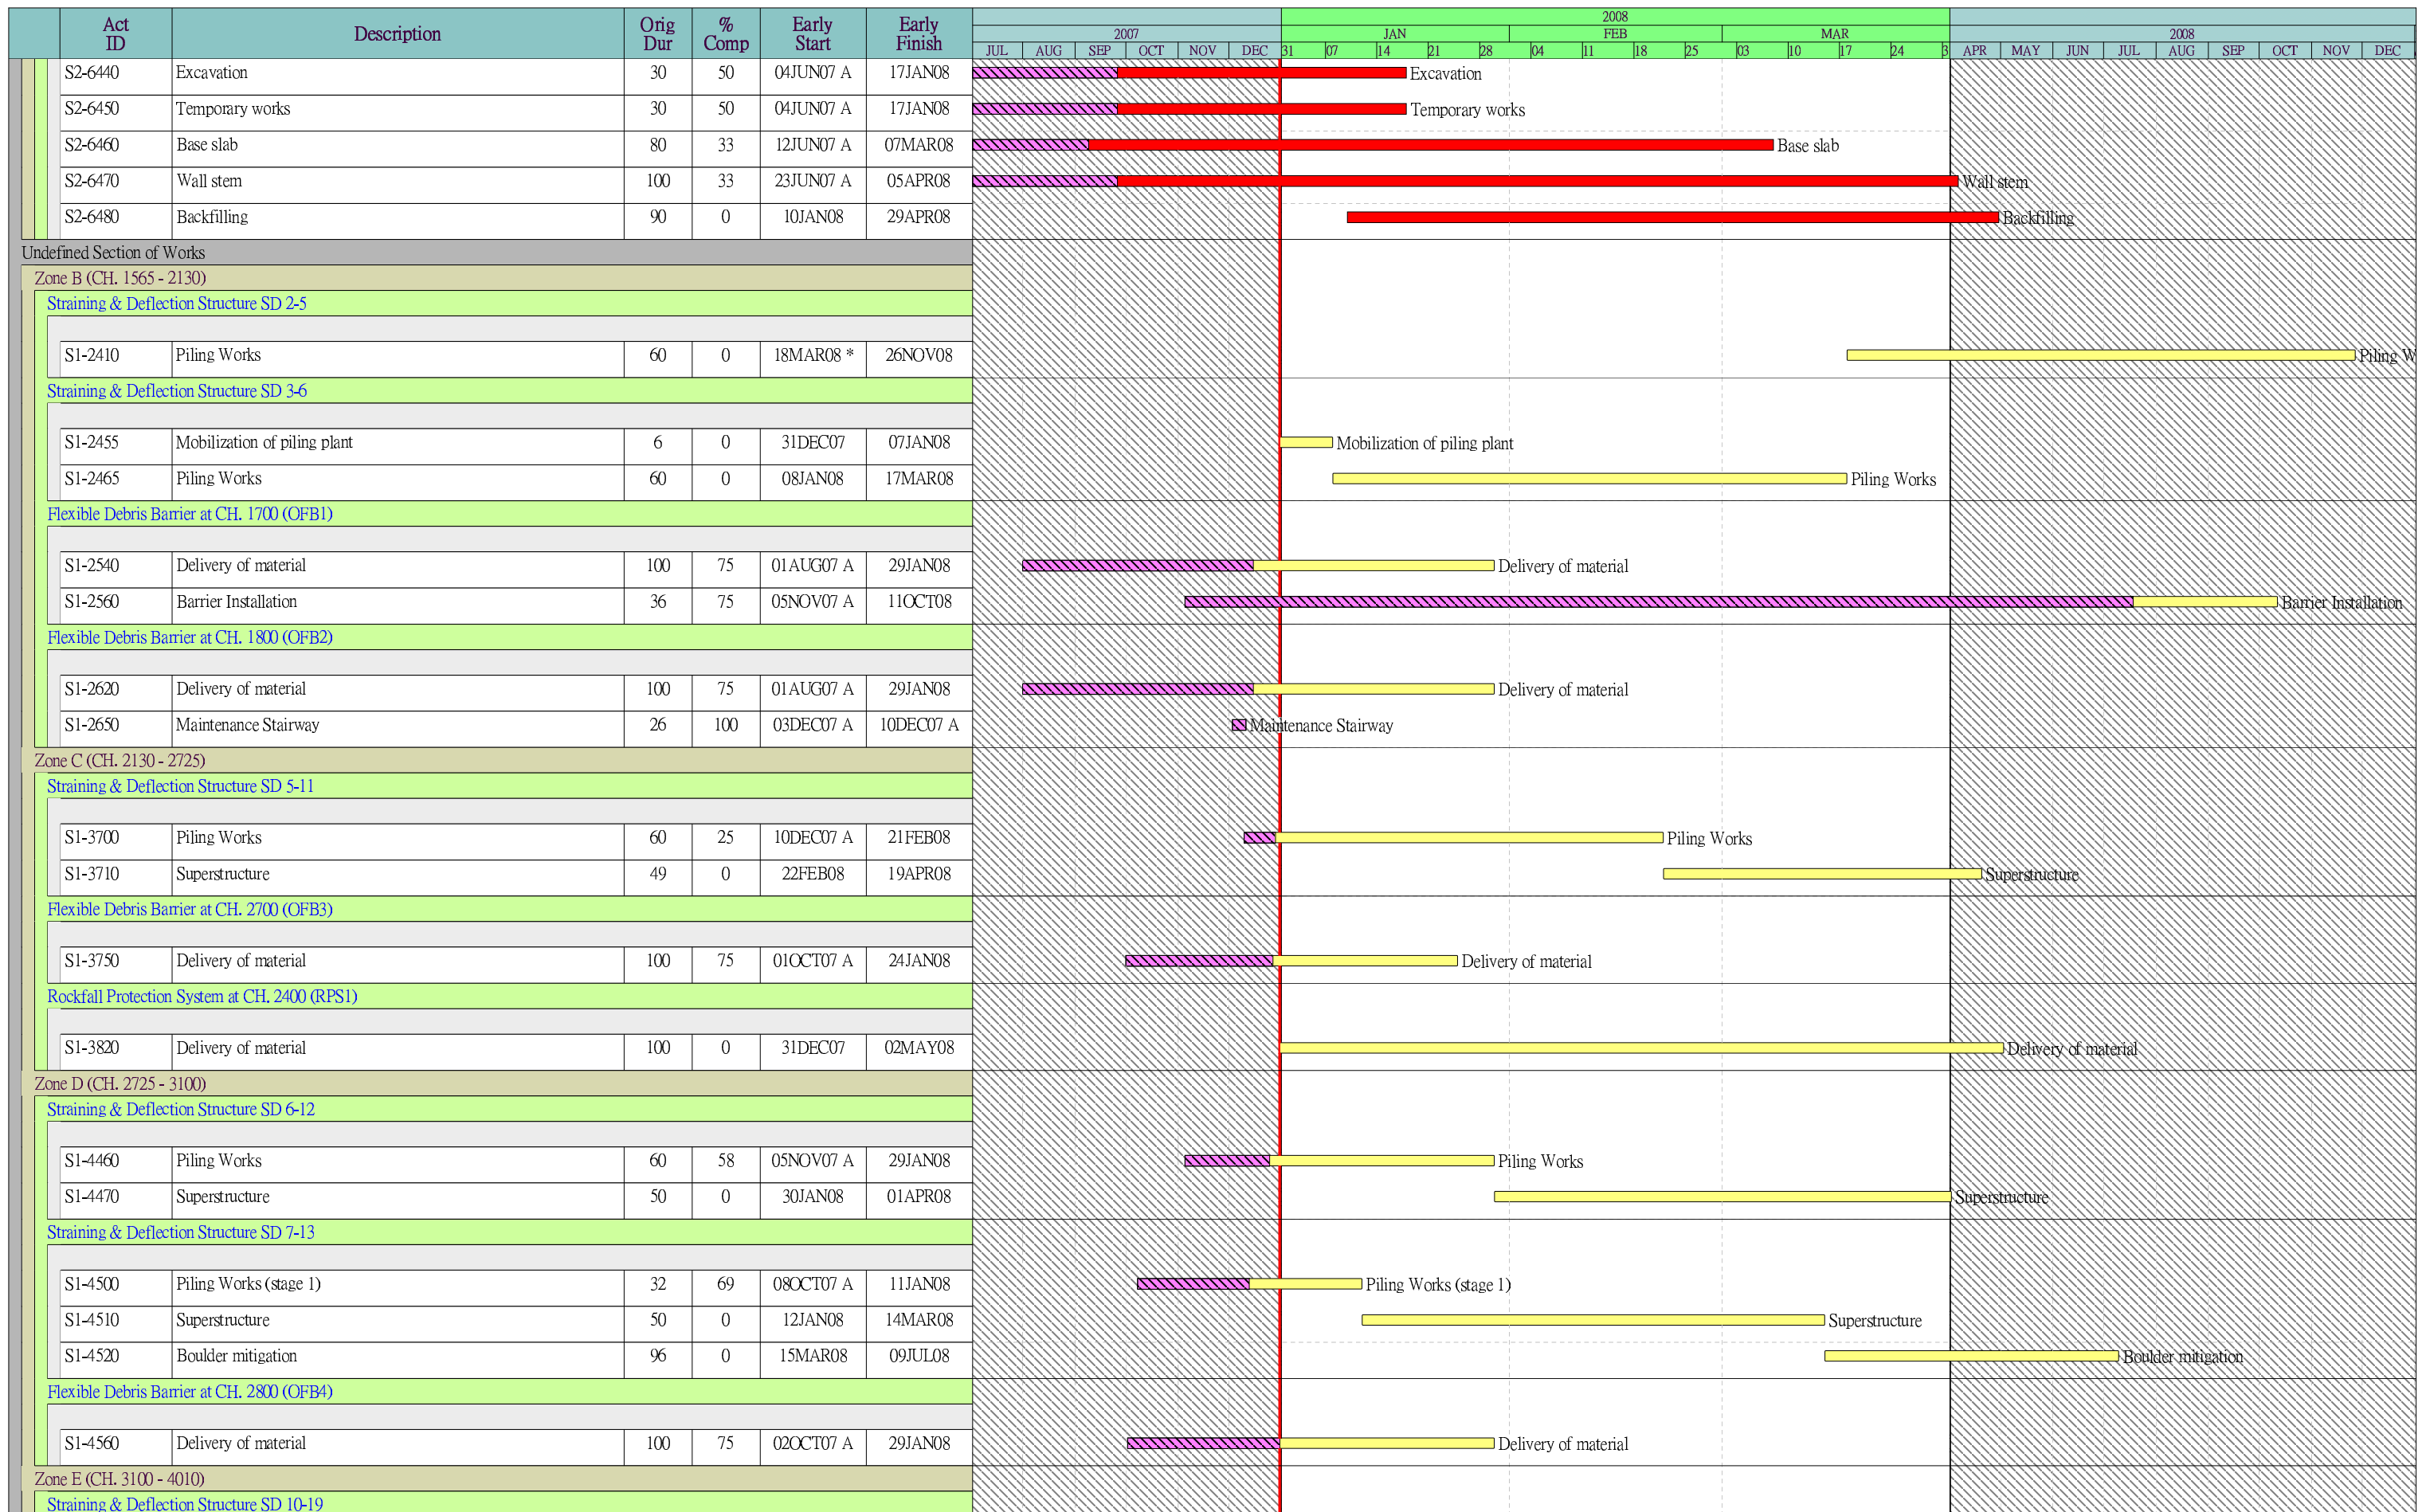 Act ID Description Orig Dur % Comp Early Start Early Finish
2007 2008 2008
JAN FEB MAR
JUL AUG SEP OCT NOV DEC 31 07 14 21 28 04 11 18 25 03 10 17 24 3 APR MAY JUN JUL AUG SEP OCT NOV DEC
S2-6440 Excavation 30 50 04JUN07 A 17JAN08 Excavation
S2-6450 Temporary works 30 50 04JUN07 A 17JAN08 Temporary works
S2-6460 Base slab 80 33 12JUN07 A 07MAR08 Base slab
S2-6470 Wall stem 100 33 23JUN07 A 05APR08 Wall stem
S2-6480 Backfilling 90 0 10JAN08 29APR08 Backfilling
Undefined Section of Works
Zone B (CH. 1565 - 2130)
Straining & Deflection Structure SD 2-5
S1-2410 Piling Works 60 0 18MAR08 * 26NOV08 Piling W
Straining & Deflection Structure SD 3-6
S1-2455 Mobilization of piling plant 6 0 31DEC07 07JAN08 Mobilization of piling plant
S1-2465 Piling Works 60 0 08JAN08 17MAR08 Piling Works
Flexible Debris Barrier at CH. 1700 (OFB1)
S1-2540 Delivery of material 100 75 01AUG07 A 29JAN08 Delivery of material
S1-2560 Barrier Installation 36 75 05NOV07 A 11OCT08 Barrier Installation
Flexible Debris Barrier at CH. 1800 (OFB2)
S1-2620 Delivery of material 100 75 01AUG07 A 29JAN08 Delivery of material
S1-2650 Maintenance Stairway 26 100 03DEC07 A 10DEC07 A Maintenance Stairway
Zone C (CH. 2130 - 2725)
Straining & Deflection Structure SD 5-11
S1-3700 Piling Works 60 25 10DEC07 A 21FEB08 Piling Works
S1-3710 Superstructure 49 0 22FEB08 19APR08 Superstructure
Flexible Debris Barrier at CH. 2700 (OFB3)
S1-3750 Delivery of material 100 75 01OCT07 A 24JAN08 Delivery of material
Rockfall Protection System at CH. 2400 (RPS1)
S1-3820 Delivery of material 100 0 31DEC07 02MAY08 Delivery of material
Zone D (CH. 2725 - 3100)
Straining & Deflection Structure SD 6-12
S1-4460 Piling Works 60 58 05NOV07 A 29JAN08 Piling Works
S1-4470 Superstructure 50 0 30JAN08 01APR08 Superstructure
Straining & Deflection Structure SD 7-13
S1-4500 Piling Works (stage 1) 32 69 08OCT07 A 11JAN08 Piling Works (stage 1)
S1-4510 Superstructure 50 0 12JAN08 14MAR08 Superstructure
S1-4520 Boulder mitigation 96 0 15MAR08 09JUL08 Boulder mitigation
Flexible Debris Barrier at CH. 2800 (OFB4)
S1-4560 Delivery of material 100 75 02OCT07 A 29JAN08 Delivery of material
Zone E (CH. 3100 - 4010)
Straining & Deflection Structure SD 10-19